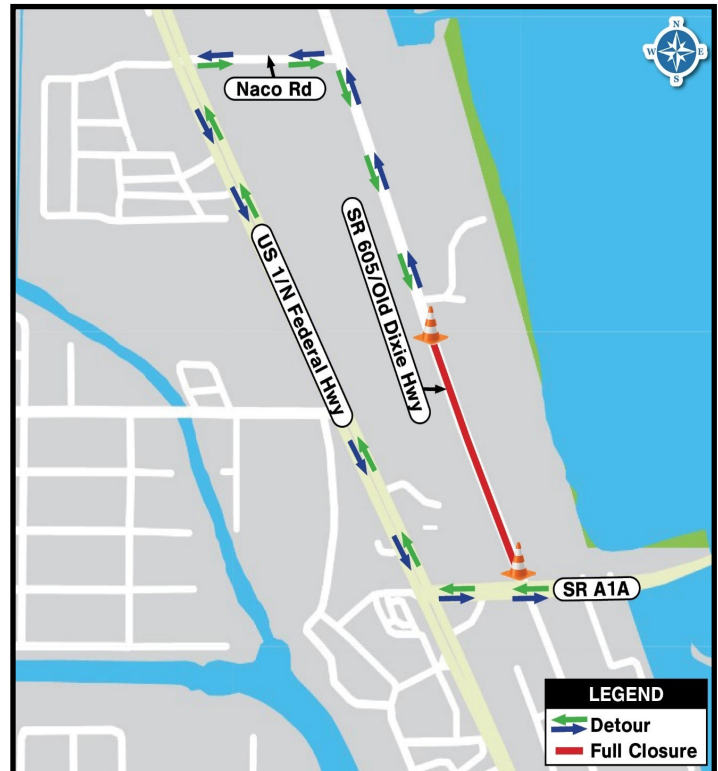 N
W E
S
Naco Rd
SR 605/Old Dixie Hwy
US 1/N Federal Hwy
SR A1A
LEGEND
Detour
Full Closure